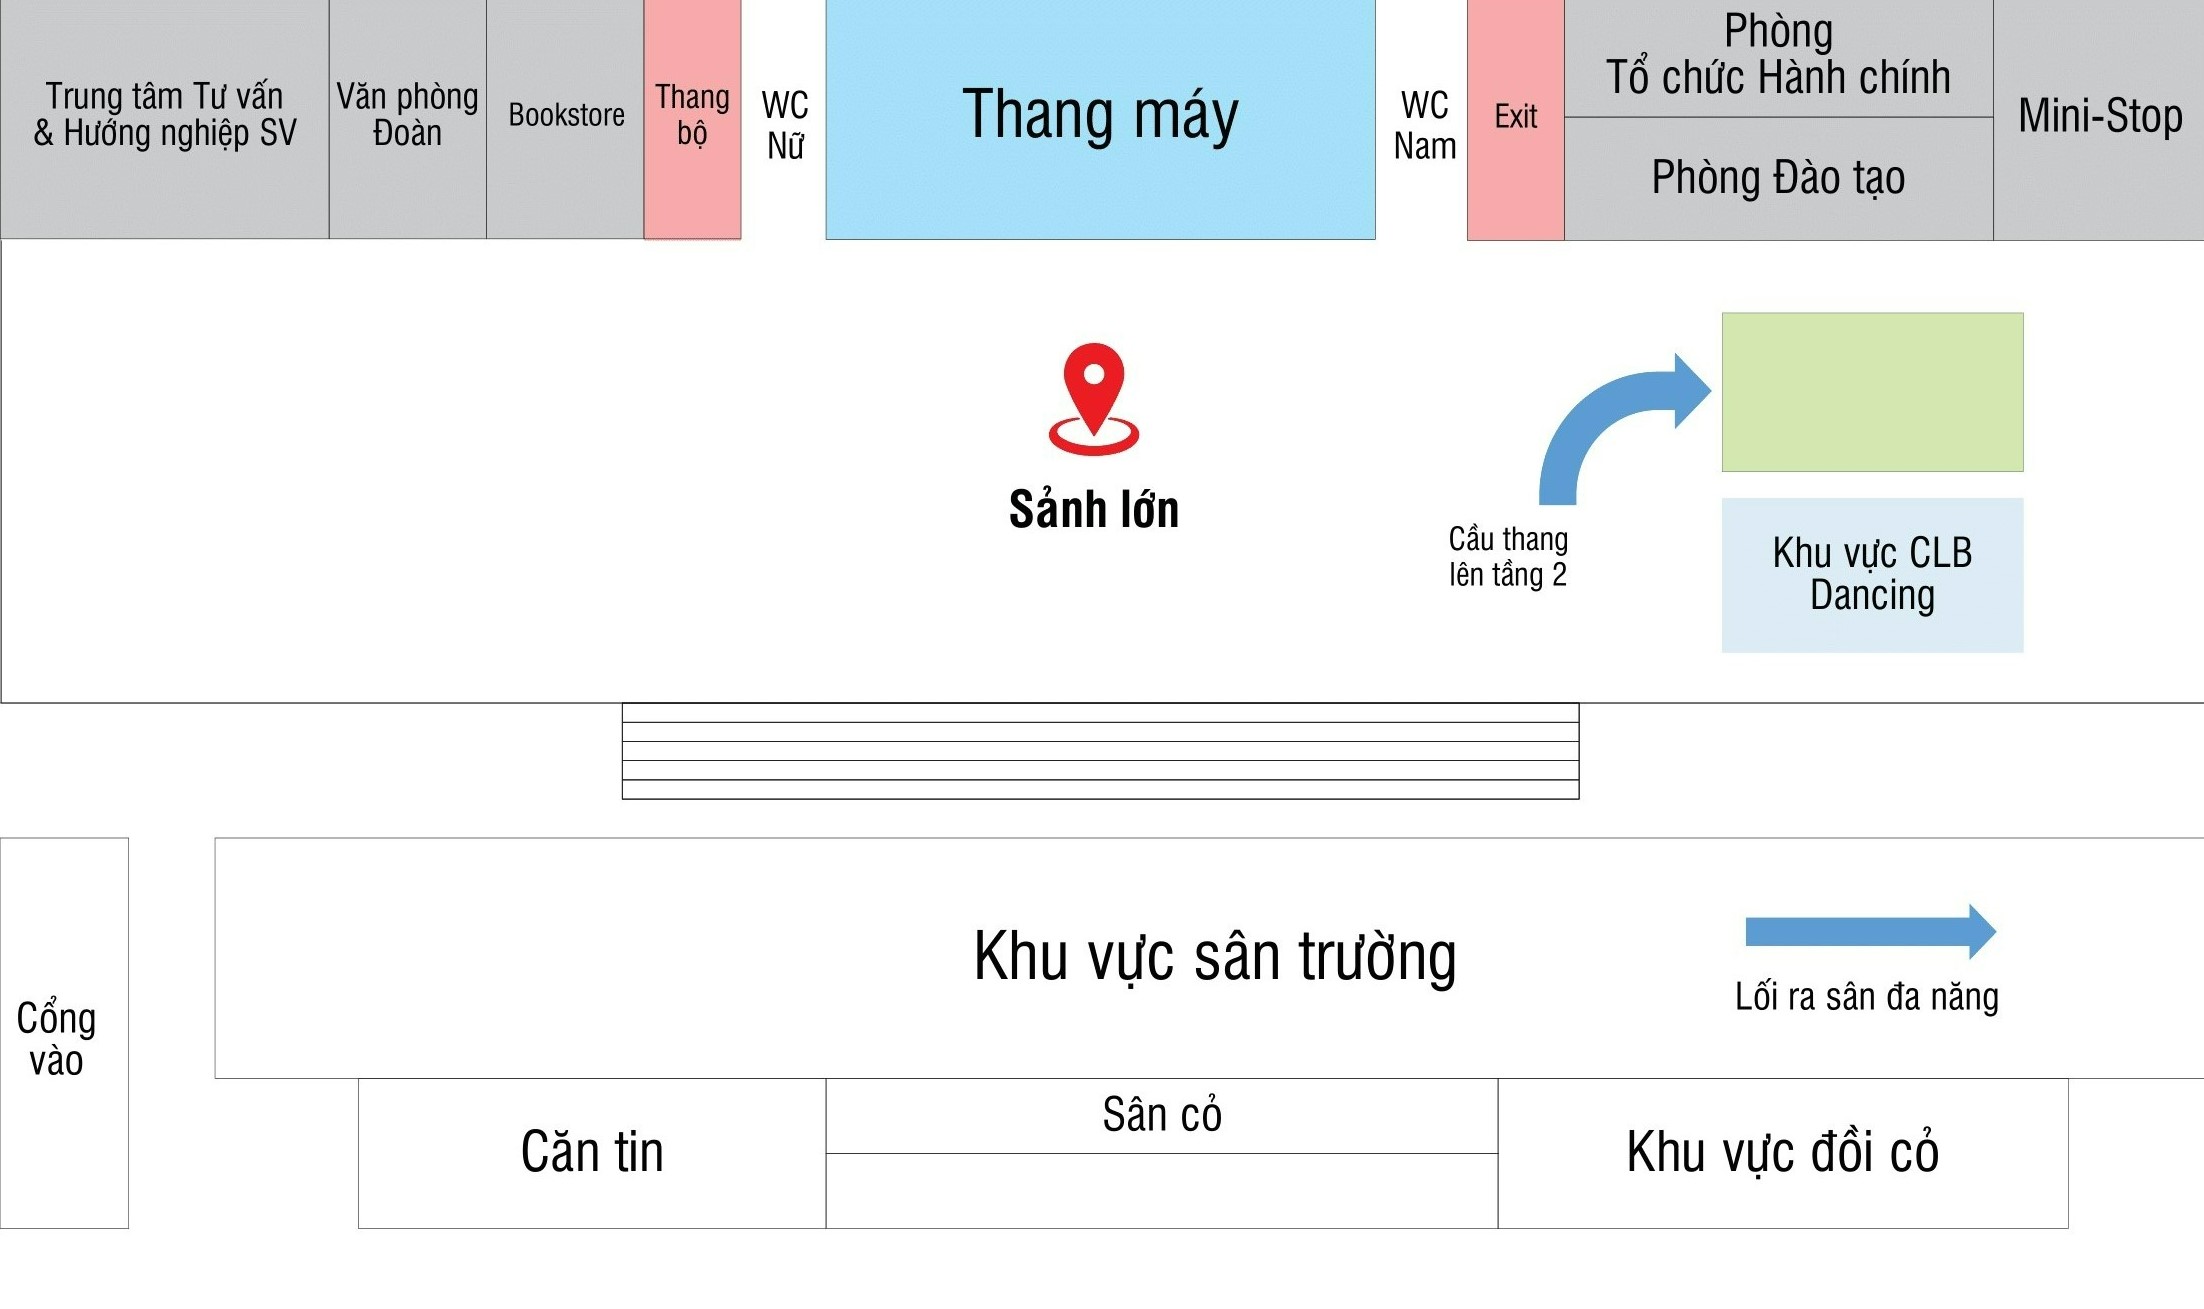 Trung tâm Tư vấn
& Hướng nghiệp SV
Văn phòng
Đoàn
Bookstore
Thang
bộ
WC
Nữ
Thang máy
WC
Nam
Exit
Phòng
Tổ chức Hành chính
Phòng Đào tạo
Mini-Stop
Sảnh lớn
Cầu thang
lên tầng 2
Khu vực CLB
Dancing
Cổng
vào
Khu vực sân trường
Lối ra sân đa năng
Căn tin
Sân cỏ
Khu vực đồi cỏ